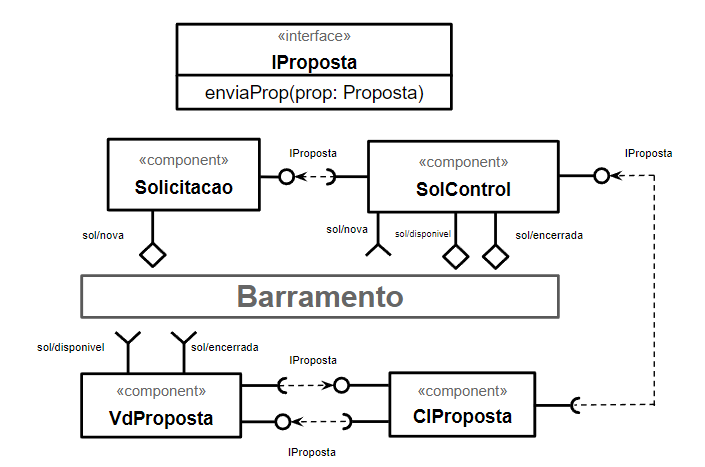 «interface»
IProposta
enviaProp(prop: Proposta)
«component»
Solicitacao
IProposta
«component»
SolControl
IProposta
sol/nova
sol/nova
sol/disponivel
sol/encerrada
Barramento
sol/disponivel
sol/encerrada
IProposta
«component»
VdProposta
«component»
ClProposta
IProposta